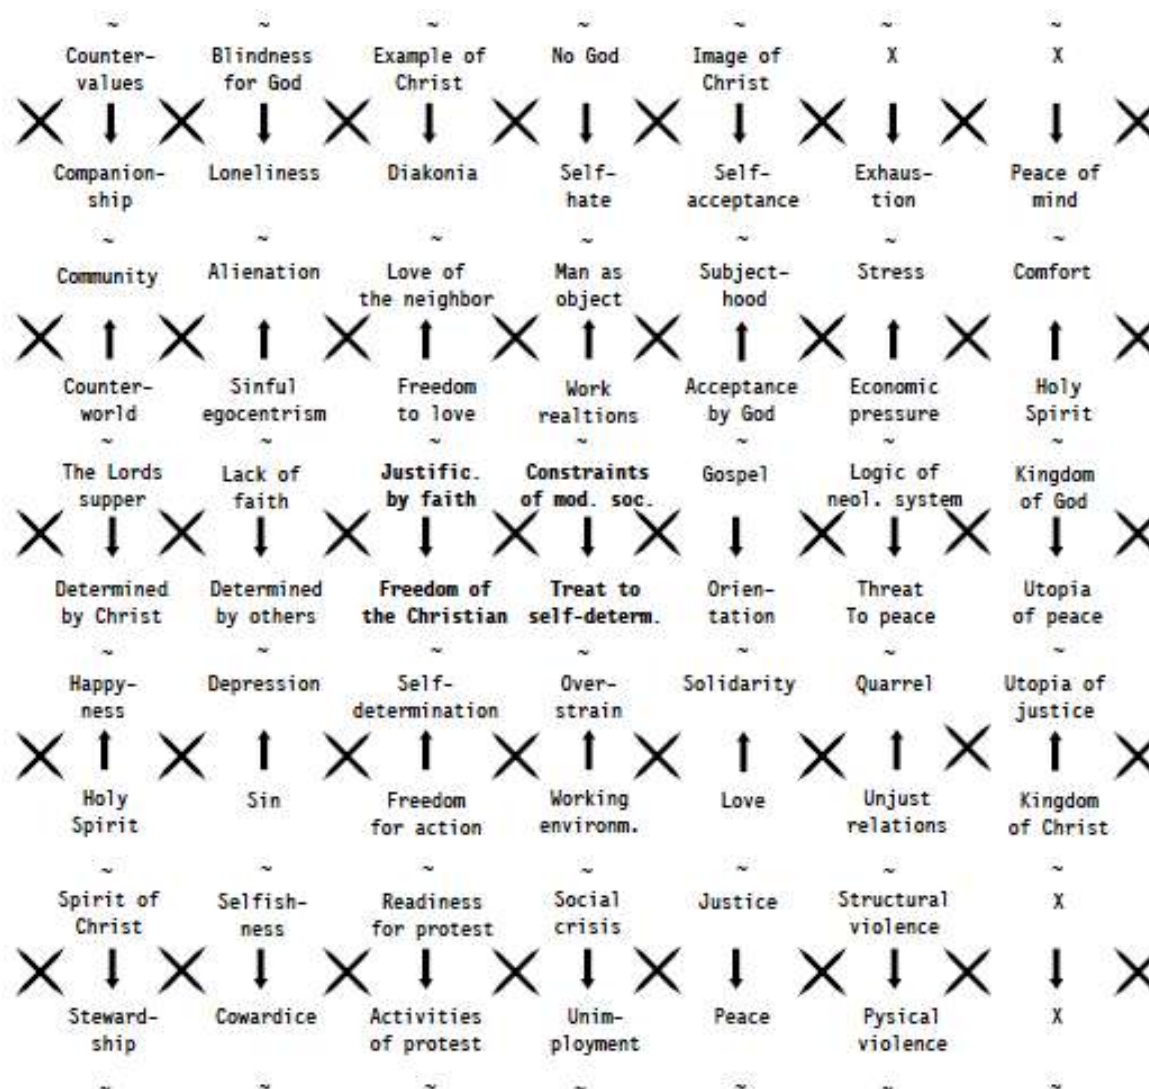 ~ ~ ~ ~ ~ ~ ~
Counter- Blindness Example of No God Image of X X
values for God Christ Christ
Companion- Loneliness Diakonia Self- Self- Exhaus- Peace of
ship hate acceptance tion mind
~ ~ ~ ~ ~ ~ ~
Community Alienation Love of Man as Subject- Stress Comfort
the neighbor object hood
Counter- Sinful Freedom Work Acceptance Economic Holy
world egocentrism to love realtions by God pressure Spirit
~ ~ ~ ~ ~ ~ ~
The Lords Lack of Justific. Constraints Gospel Logic of Kingdom
supper faith by faith of mod. soc. neol. system of God
Determined Determined Freedom of Treat to Orien- Threat Utopia
by Christ by others the Christian self-determ. tation To peace of peace
~ ~ ~ ~ ~ ~ ~
Happy- Depression Self- Over- Solidarity Quarrel Utopia of
ness determination strain justice
Holy Sin Freedom Working Love Unjust Kingdom
Spirit for action environm. relations of Christ
~ ~ ~ ~ ~ ~ ~
Spirit of Selfish- Readiness Social Justice Structural X
Christ ness for protest crisis violence
Steward- Cowardice Activities Unim- Peace Pysical X
ship of protest ployment violence
~ ~ ~ ~ ~ ~ ~